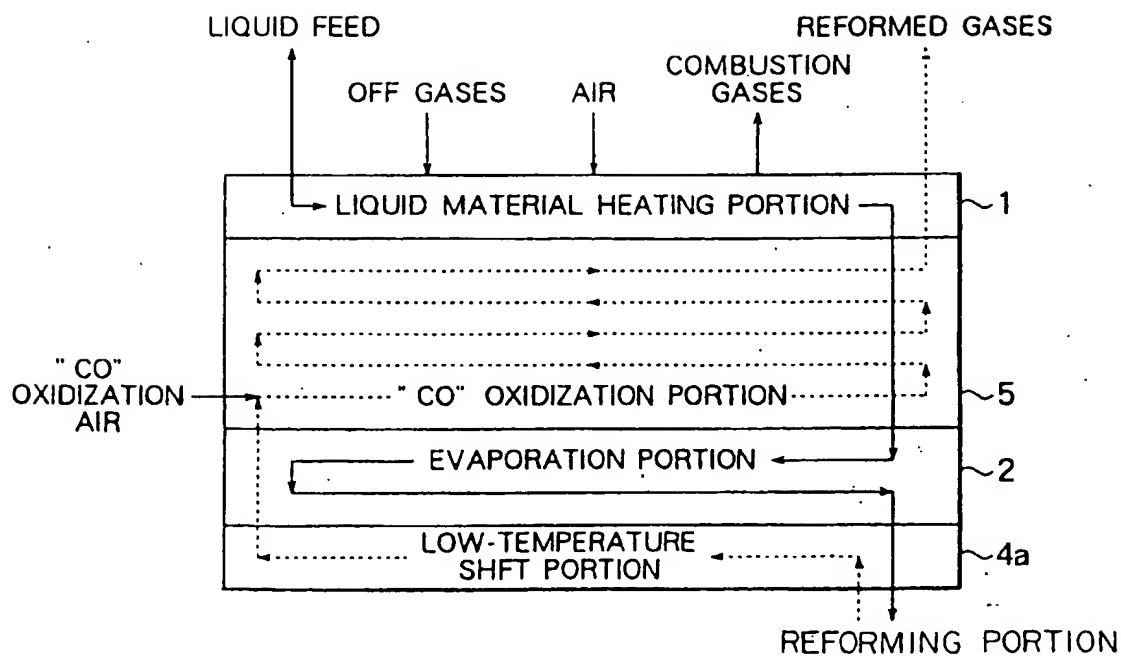 LIQUID FEED
REFORMED GASES
OFF GASES
AIR
COMBUSTION
GASES
LIQUID MATERIAL HEATING PORTION
1
"CO"
OXIDIZATION
AIR
"CO" OXIDIZATION PORTION
5
EVAPORATION PORTION
2
LOW-TEMPERATURE
SHFT PORTION
4a
REFORMING PORTION